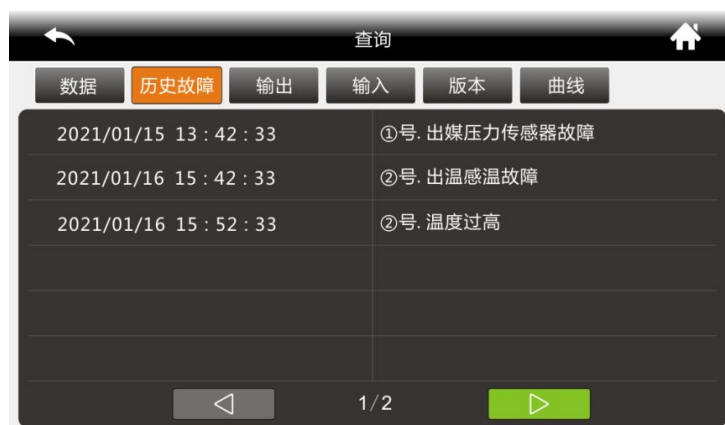 查询
数据 历史故障 输出 输入 版本 曲线
2021/01/15 13 : 42 : 33 ①号. 出媒压力传感器故障
2021/01/16 15 : 42 : 33 ②号. 出温感温故障
2021/01/16 15 : 52 : 33 ②号. 温度过高
1/2